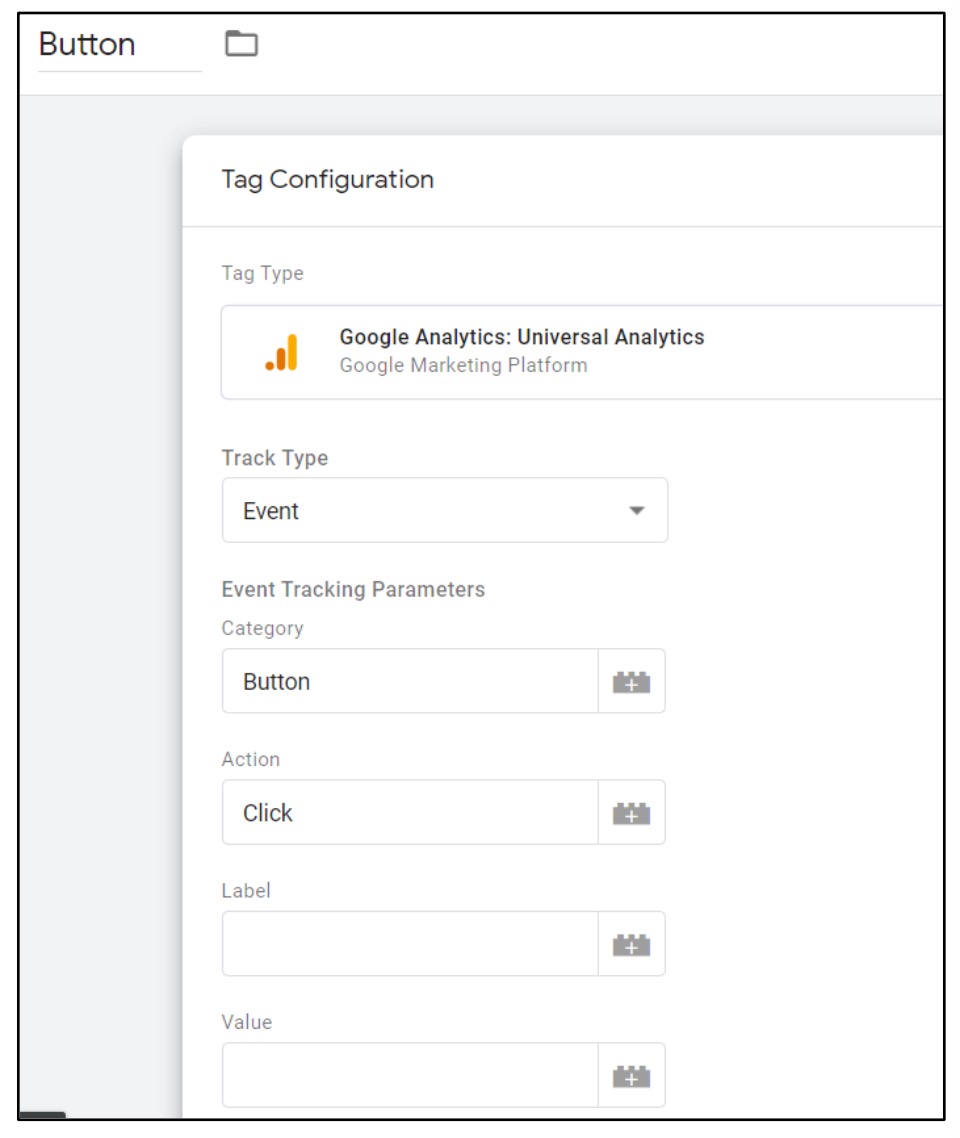 Button
Tag Configuration
Tag Type
Google Analytics: Universal Analytics
Google Marketing Platform
Track Type
Event
Event Tracking Parameters
Category
Button
Action
Click
Label
Value